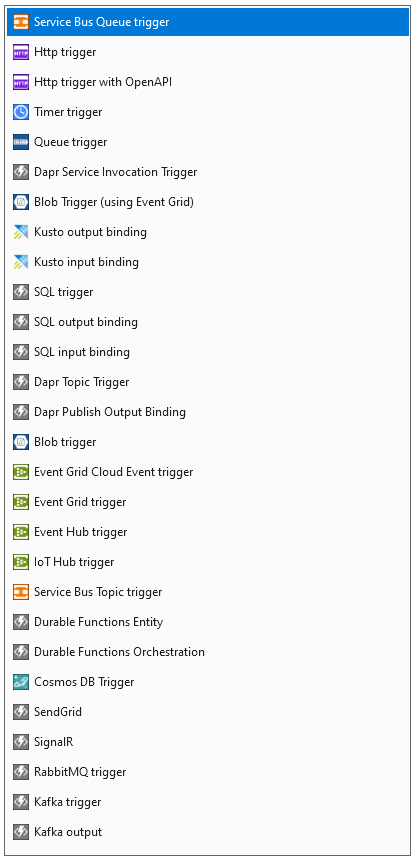 Service Bus Queue trigger
HTTP Http trigger
HTTP Http trigger with OpenAPI
Timer trigger
Queue trigger
Dapr Service Invocation Trigger
Blob Trigger (using Event Grid)
Kusto output binding
Kusto input binding
SQL trigger
SQL output binding
SQL input binding
Dapr Topic Trigger
Dapr Publish Output Binding
Blob trigger
Event Grid Cloud Event trigger
Event Grid trigger
Event Hub trigger
IoT Hub trigger
Service Bus Topic trigger
Durable Functions Entity
Durable Functions Orchestration
Cosmos DB Trigger
SendGrid
SignalR
RabbitMQ trigger
Kafka trigger
Kafka output